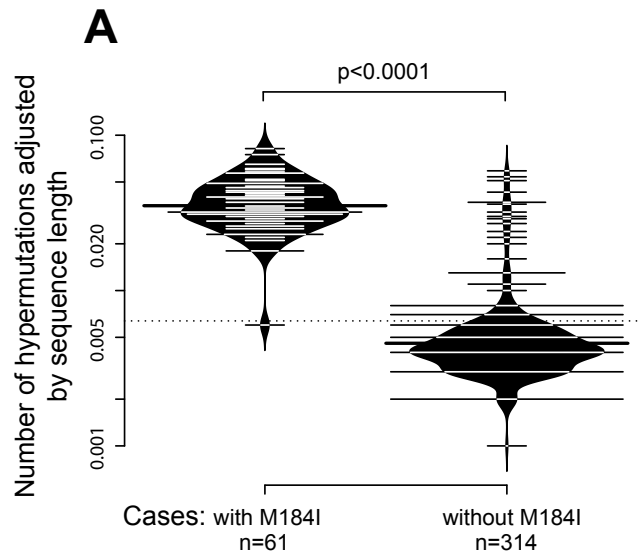 A
p<0.0001
Number of hypermutations adjusted
by sequence length
0.100
0.020
0.005
0.001
Cases: with M184I without M184I
n=61 n=314